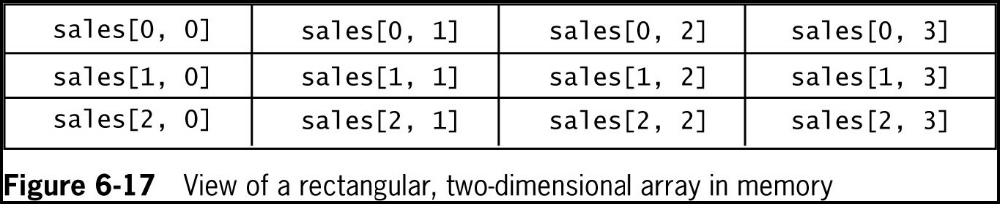 sales[0, 0] sales[0, 1] sales[0, 2] sales[0, 3]
sales[1, 0] sales[1, 1] sales[1, 2] sales[1, 3]
sales[2, 0] sales[2, 1] sales[2, 2] sales[2, 3]
Figure 6-17 View of a rectangular, two-dimensional array in memory